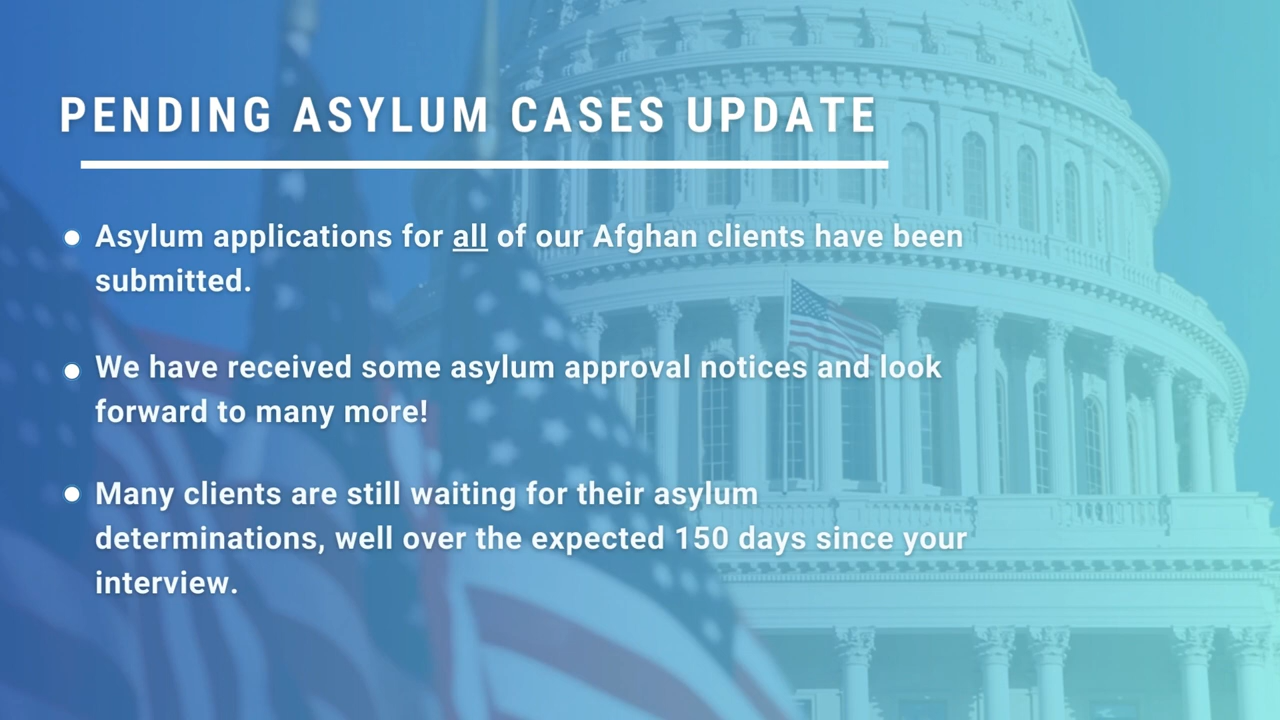 PENDING ASYLUM CASES UPDATE
• Asylum applications for all of our Afghan clients have been
submitted.
• We have received some asylum approval notices and look
forward to many more!
• Many clients are still waiting for their asylum
determinations, well over the expected 150 days since your
interview.